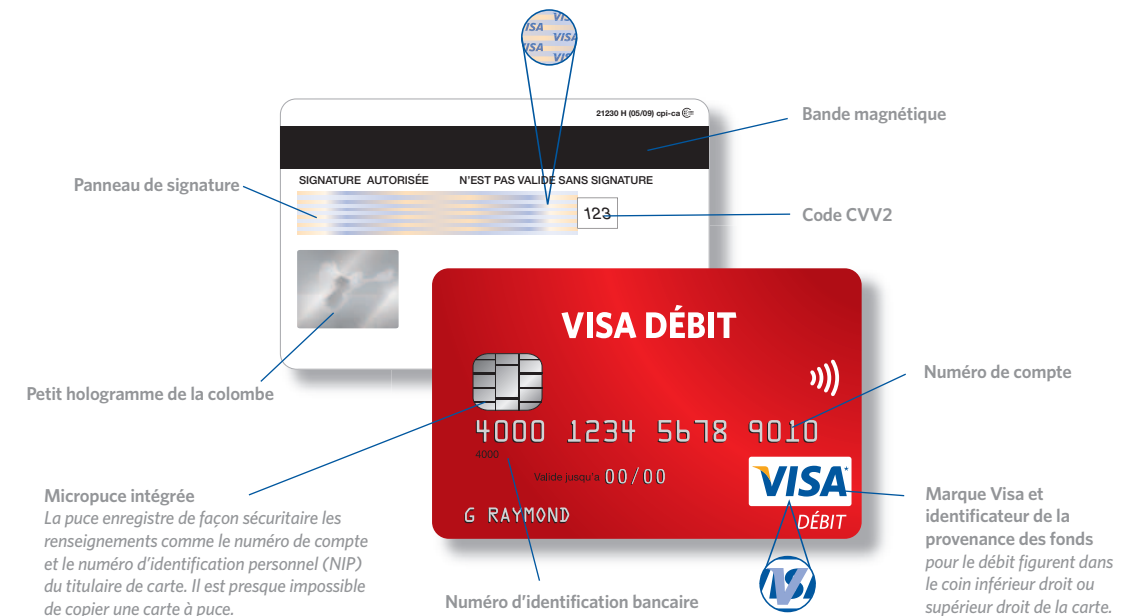 VISA
ISA VISA
VISA
ISA VISA
VISA
21230 H (05/09) cpi-ca
Bande magnétique
Panneau de signature
SIGNATURE AUTORISÉE N'EST PAS VALIDE SANS SIGNATURE
123
Code CVV2
VISA DÉBIT
Petit hologramme de la colombe
Numéro de compte
4000 1234 5678 9010
4000
Valide jusqu'a 00/00
G RAYMOND
VISA
DÉBIT
Micropuce intégrée
La puce enregistre de façon sécuritaire les
renseignements comme le numéro de compte
et le numéro d'identification personnel (NIP)
du titulaire de carte. Il est presque impossible
de copier une carte à puce.
Numéro d'identification bancaire
V
Marque Visa et
identificateur de la
provenance des fonds
pour le débit figurent dans
le coin inférieur droit ou
supérieur droit de la carte.